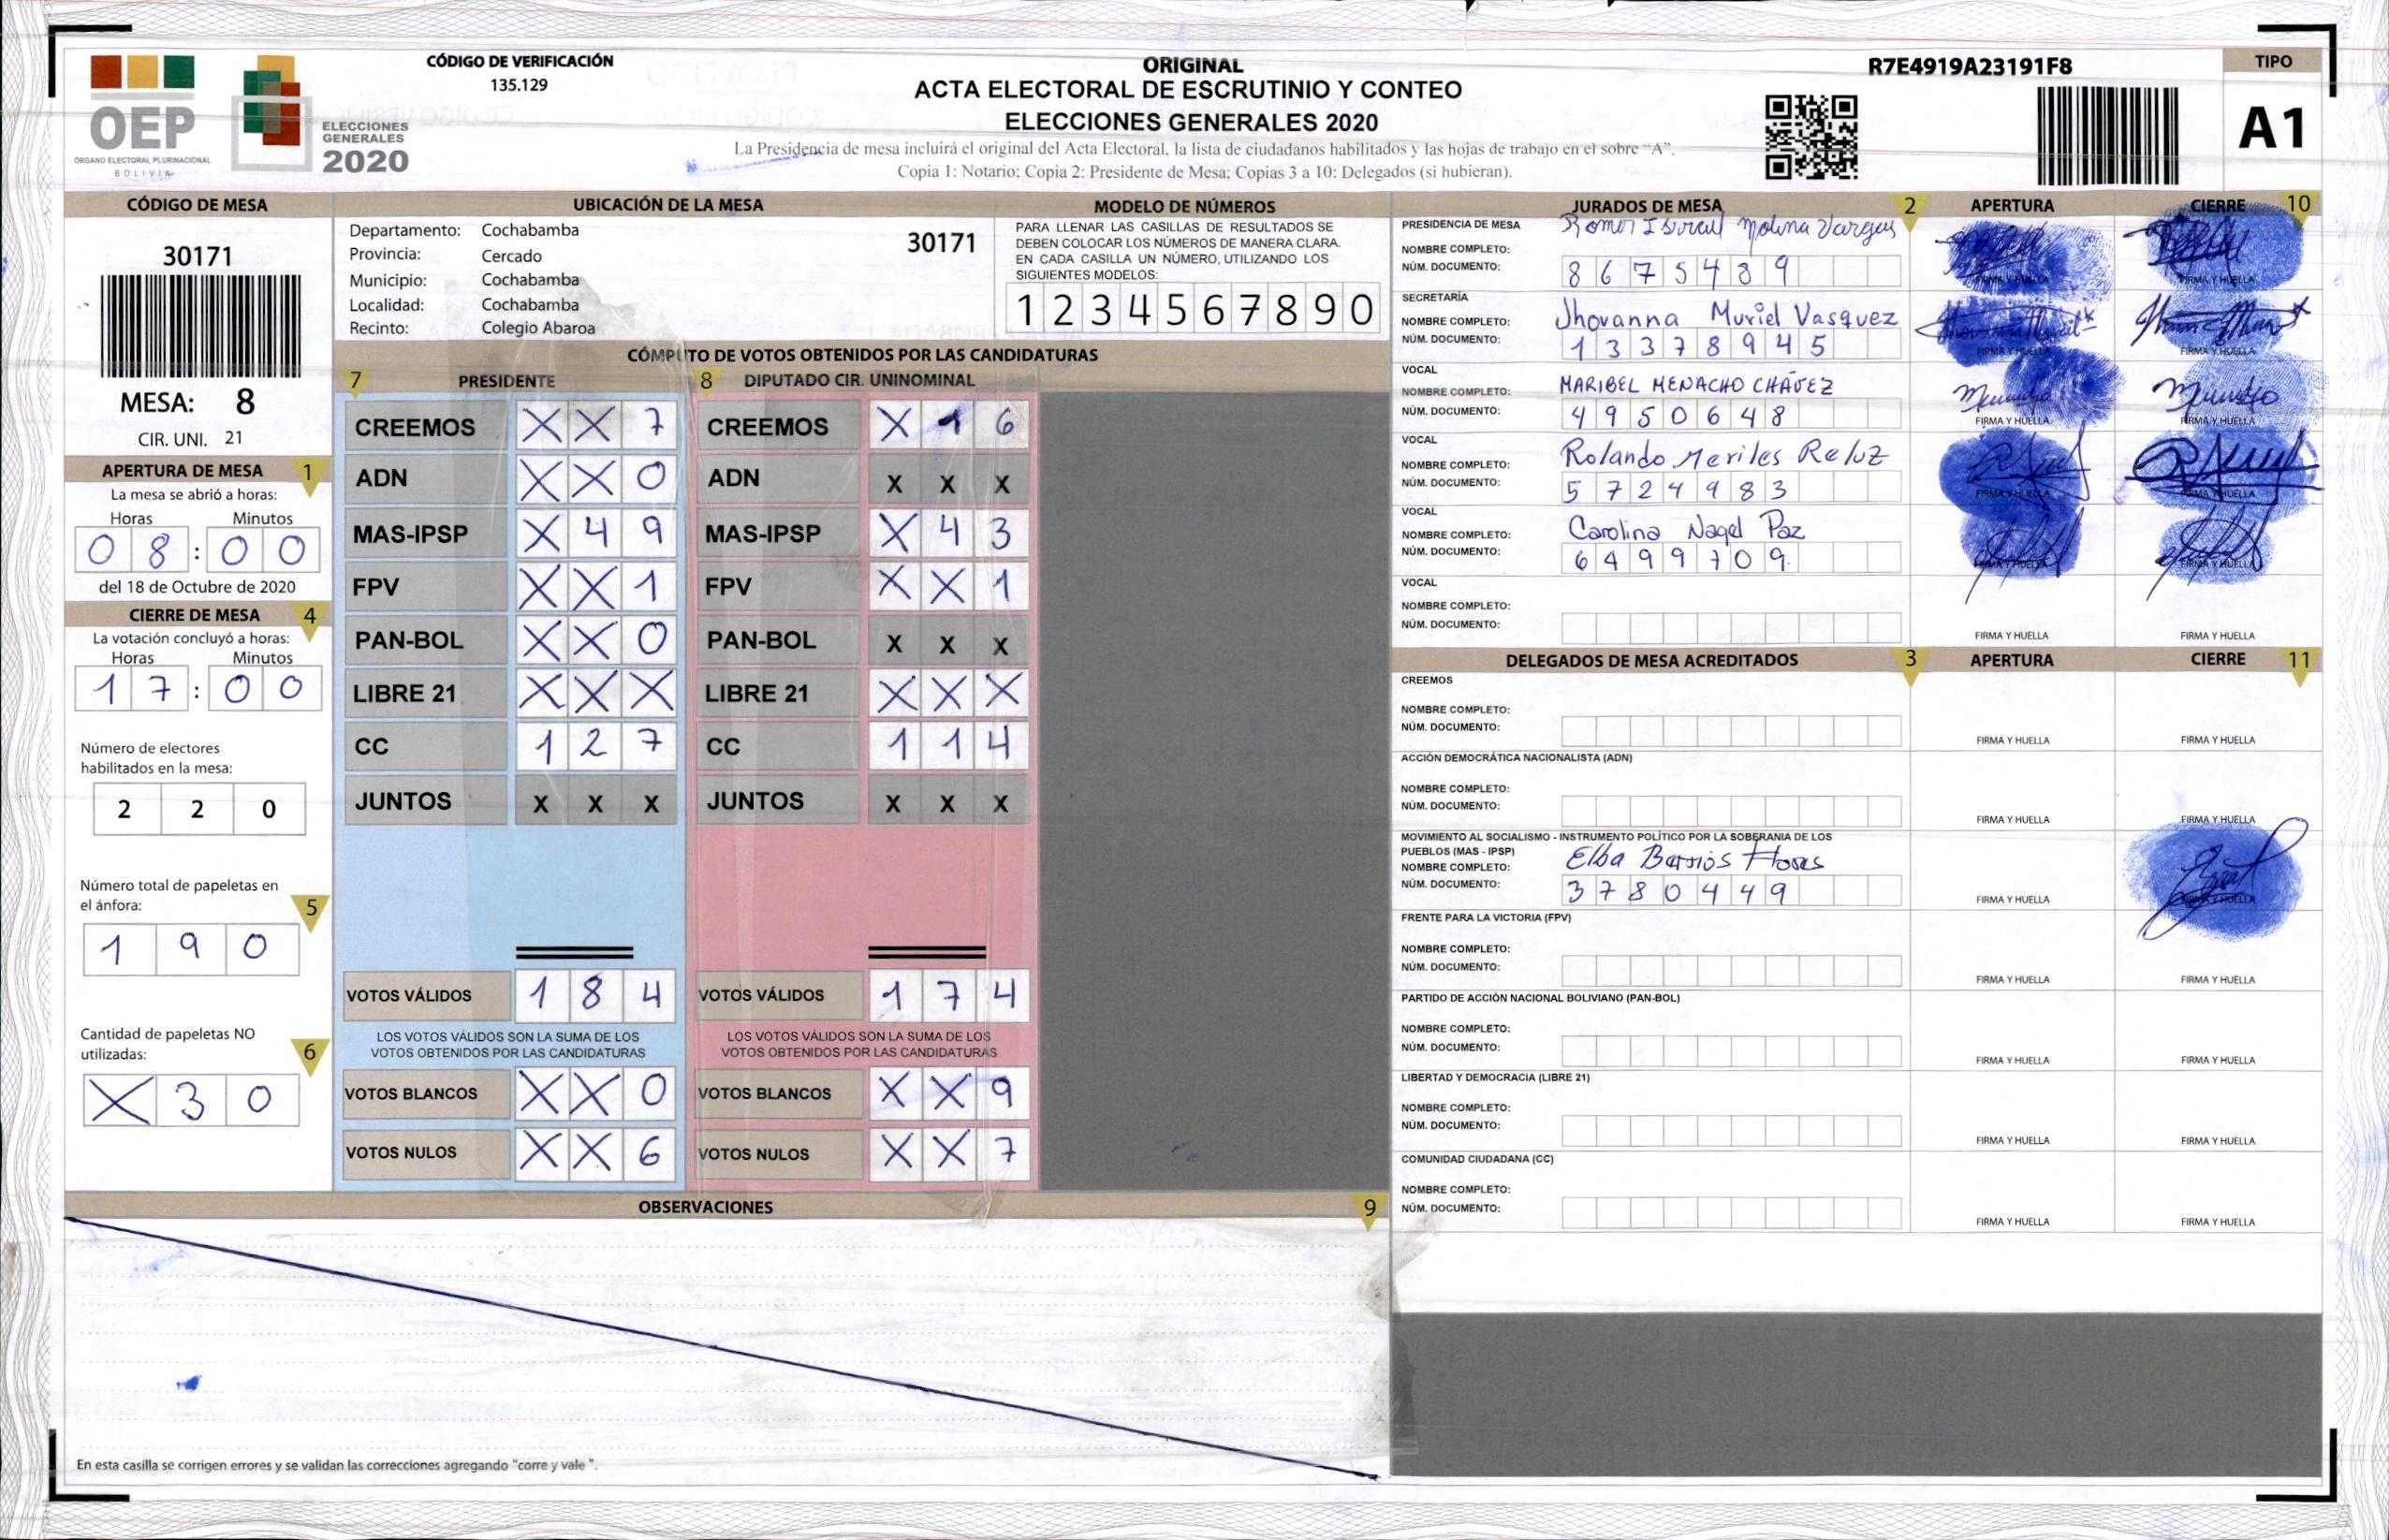 OEP
ÓRGANO ELECTORAL PLURINACIONAL
BOLIVIA
ELECCIONES
GENERALES
2020
CÓDIGO DE VERIFICACIÓN
135.129
ORIGINAL
ACTA ELECTORAL DE ESCRUTINIO Y CONTEO
ELECCIONES GENERALES 2020
La Presidencia de mesa incluirá el original del Acta Electoral, la lista de ciudadanos habilitados y las hojas de trabajo en el sobre “A”.
Copia 1: Notario; Copia 2: Presidente de Mesa; Copias 3 a 10: Delegados (si hubieran).
R7E4919A23191F8
TIPO
A1
CÓDIGO DE MESA
30171
MESA: 8
CIR. UNI. 21
APERTURA DE MESA 1
La mesa se abrió a horas:
Horas Minutos
0 8 : 0 0
del 18 de Octubre de 2020
CIERRE DE MESA 4
La votación concluyó a horas:
Horas Minutos
1 7 : 0 0
Número de electores
habilitados en la mesa:
2 2 0
Número total de papeletas en
el ánfora: 5
1 9 0
Cantidad de papeletas NO
utilizadas: 6
X 3 0
UBICACIÓN DE LA MESA
Departamento: Cochabamba
30171
Provincia: Cercado
Municipio: Cochabamba
Localidad: Cochabamba
Recinto: Colegio Abaroa
MODELO DE NÚMEROS
PARA LLENAR LAS CASILLAS DE RESULTADOS SE
DEBEN COLOCAR LOS NÚMEROS DE MANERA CLARA.
EN CADA CASILLA UN NÚMERO, UTILIZANDO LOS
SIGUIENTES MODELOS:
1 2 3 4 5 6 7 8 9 0
CÓMPUTO DE VOTOS OBTENIDOS POR LAS CANDIDATURAS
7 PRESIDENTE
CREEMOS X X 7
ADN X X 0
MAS-IPSP X 4 9
FPV X X 1
PAN-BOL X X 0
LIBRE 21 X X X
CC 1 2 7
JUNTOS X X X
VOTOS VÁLIDOS 1 8 4
LOS VOTOS VÁLIDOS SON LA SUMA DE LOS
VOTOS OBTENIDOS POR LAS CANDIDATURAS
VOTOS BLANCOS X X 0
VOTOS NULOS X X 6
8 DIPUTADO CIR. UNINOMINAL
CREEMOS X 1 6
ADN X X X
MAS-IPSP X 4 3
FPV X X 1
PAN-BOL X X X
LIBRE 21 X X X
CC 1 1 4
JUNTOS X X X
VOTOS VÁLIDOS 1 7 4
LOS VOTOS VÁLIDOS SON LA SUMA DE LOS
VOTOS OBTENIDOS POR LAS CANDIDATURAS
VOTOS BLANCOS X X 9
VOTOS NULOS X X 7
OBSERVACIONES 9
En esta casilla se corrigen errores y se validan las correcciones agregando "corre y vale ".
JURADOS DE MESA 2 APERTURA CIERRE 10
PRESIDENCIA DE MESA
NOMBRE COMPLETO: Molina Vargas
NÚM. DOCUMENTO: 8 6 7 5 4 8 9
FIRMA Y HUELLA FIRMA Y HUELLA
SECRETARÍA
NOMBRE COMPLETO: Jhovanna Muriel Vasquez
NÚM. DOCUMENTO: 1 3 3 7 8 9 4 5
FIRMA Y HUELLA FIRMA Y HUELLA
VOCAL
NOMBRE COMPLETO: MARIBEL MENACHO CHÁVEZ
NÚM. DOCUMENTO: 4 9 5 0 6 4 8
FIRMA Y HUELLA FIRMA Y HUELLA
VOCAL
NOMBRE COMPLETO: Rolando Meriles Reluz
NÚM. DOCUMENTO: 5 7 2 4 9 8 3
FIRMA Y HUELLA FIRMA Y HUELLA
VOCAL
NOMBRE COMPLETO: Carolina Nagel Paz
NÚM. DOCUMENTO: 6 4 9 9 7 0 9
FIRMA Y HUELLA FIRMA Y HUELLA
VOCAL
NOMBRE COMPLETO:
NÚM. DOCUMENTO:
FIRMA Y HUELLA FIRMA Y HUELLA
DELEGADOS DE MESA ACREDITADOS 3 APERTURA CIERRE 11
CREEMOS
NOMBRE COMPLETO:
NÚM. DOCUMENTO:
FIRMA Y HUELLA FIRMA Y HUELLA
ACCIÓN DEMOCRÁTICA NACIONALISTA (ADN)
NOMBRE COMPLETO:
NÚM. DOCUMENTO:
FIRMA Y HUELLA FIRMA Y HUELLA
MOVIMIENTO AL SOCIALISMO - INSTRUMENTO POLÍTICO POR LA SOBERANIA DE LOS
PUEBLOS (MAS - IPSP)
NOMBRE COMPLETO: Elba Barrios Flores
NÚM. DOCUMENTO: 3 7 8 0 4 4 9
FIRMA Y HUELLA FIRMA Y HUELLA
FRENTE PARA LA VICTORIA (FPV)
NOMBRE COMPLETO:
NÚM. DOCUMENTO:
FIRMA Y HUELLA FIRMA Y HUELLA
PARTIDO DE ACCIÓN NACIONAL BOLIVIANO (PAN-BOL)
NOMBRE COMPLETO:
NÚM. DOCUMENTO:
FIRMA Y HUELLA FIRMA Y HUELLA
LIBERTAD Y DEMOCRACIA (LIBRE 21)
NOMBRE COMPLETO:
NÚM. DOCUMENTO:
FIRMA Y HUELLA FIRMA Y HUELLA
COMUNIDAD CIUDADANA (CC)
NOMBRE COMPLETO:
NÚM. DOCUMENTO:
FIRMA Y HUELLA FIRMA Y HUELLA